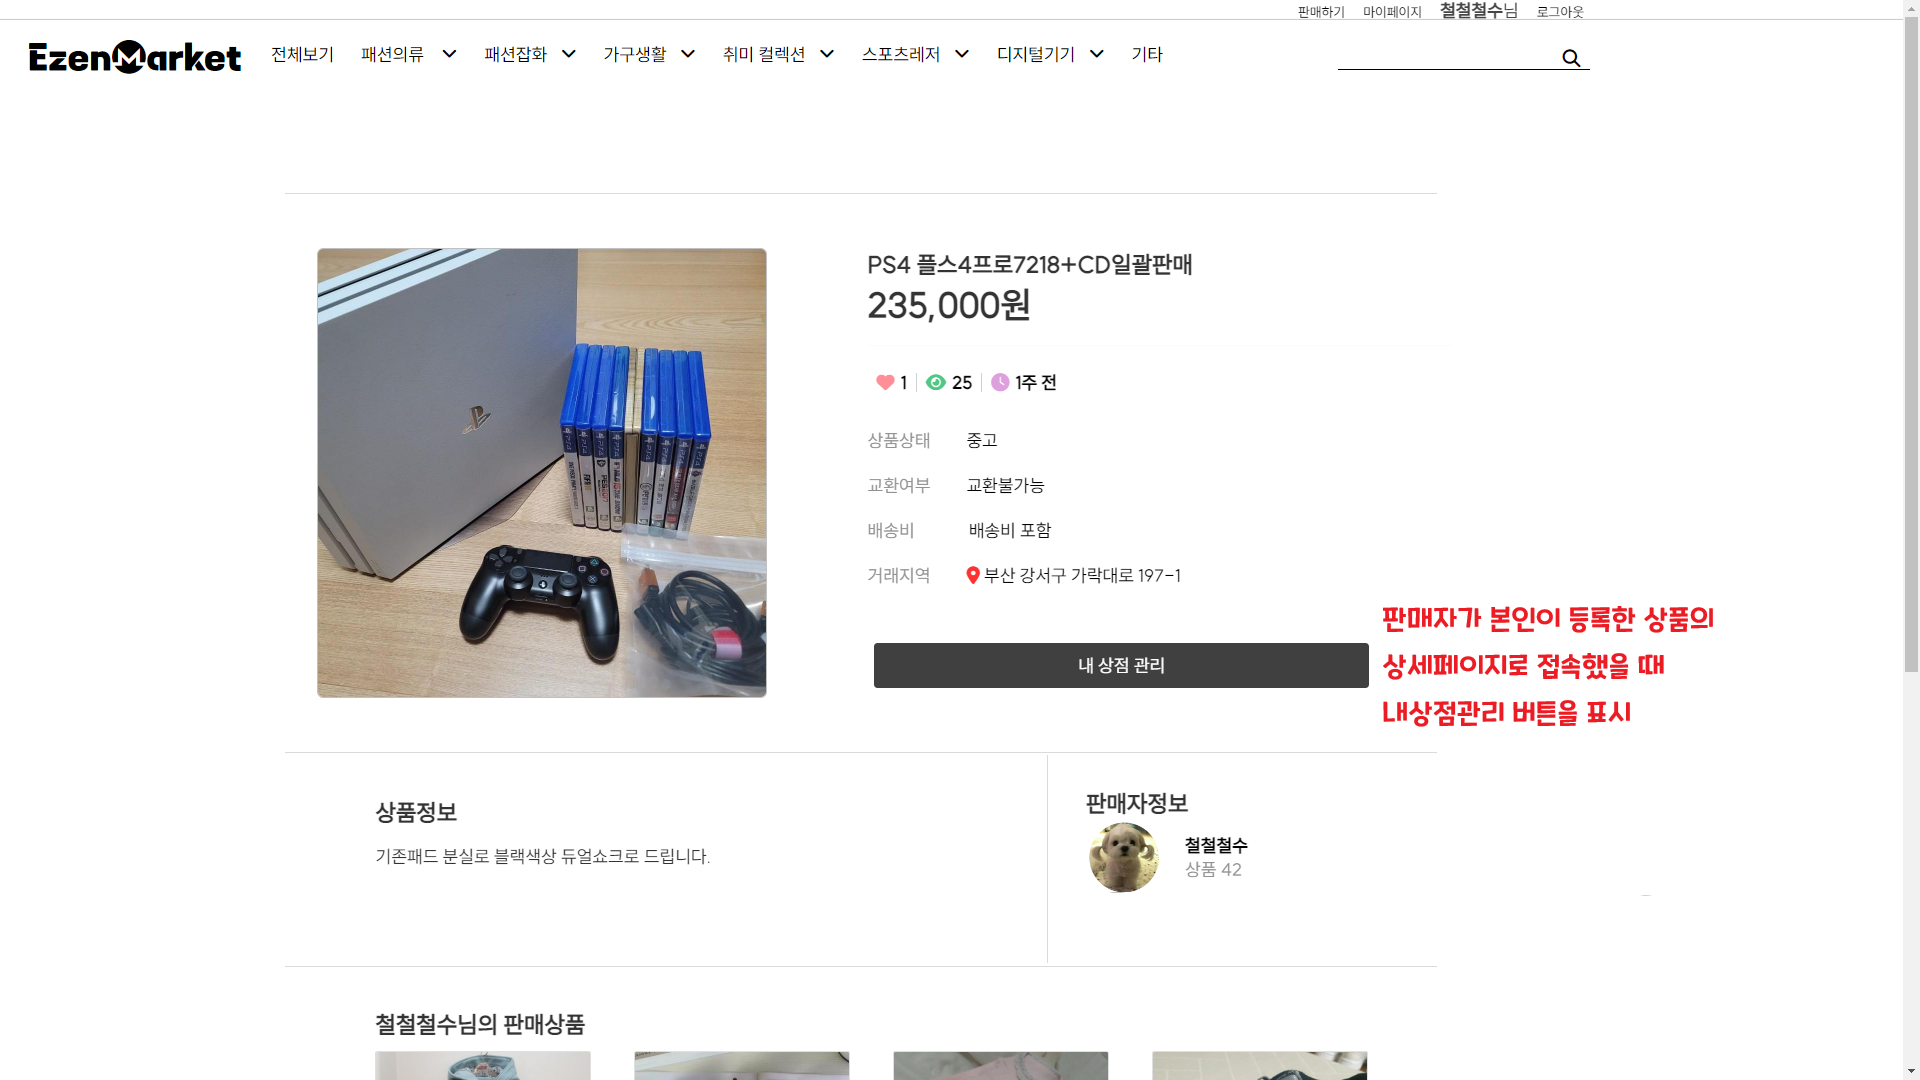 판매하기 마이페이지 철철철수님 로그아웃
EzenMarket 전체보기 패션의류 패션잡화 가구생활 취미 컬렉션 스포츠레저 디지털기기 기타
PS4 플스4프로7218+CD일괄판매
235,000원
1 25 1주 전
상품상태 중고
교환여부 교환불가능
배송비 배송비 포함
거래지역 부산 강서구 가락대로 197-1
내 상점 관리
판매자가 본인이 등록한 상품의
상세페이지로 접속했을 때
내상점관리 버튼을 표시
상품정보
기존패드 분실로 블랙색상 듀얼쇼크로 드립니다.
판매자정보
철철철수
상품 42
철철철수님의 판매상품